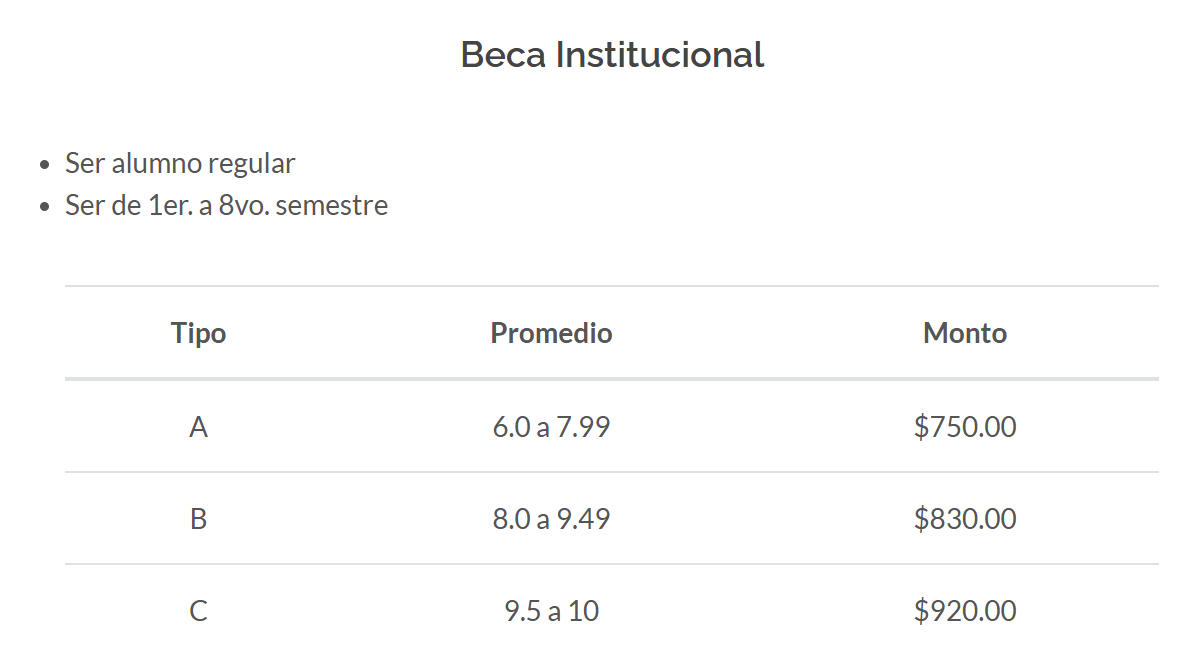 Beca Institucional
• Ser alumno regular
• Ser de 1er. a 8vo. semestre
Tipo Promedio Monto
A 6.0 a 7.99 $750.00
B 8.0 a 9.49 $830.00
C 9.5 a 10 $920.00